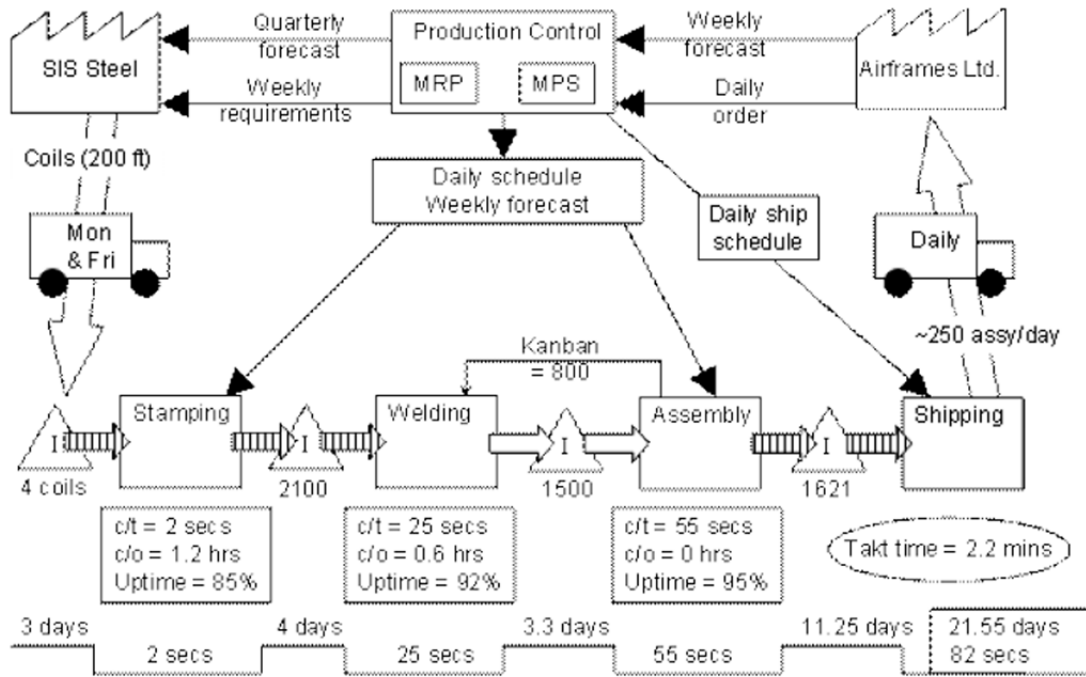 SIS Steel
Quarterly
forecast
Weekly
requirements
Production Control
MRP
MPS
Weekly
forecast
Daily
order
Airframes Ltd.
Coils (200 ft)
Mon
& Fri
Daily schedule
Weekly forecast
Daily ship
schedule
Daily
~250 assy/day
Kanban
= 800
I
4 coils
Stamping
I
2100
Welding
I
1500
Assembly
I
1621
Shipping
c/t = 2 secs
c/o = 1.2 hrs
Uptime = 85%
c/t = 25 secs
c/o = 0.6 hrs
Uptime = 92%
c/t = 55 secs
c/o = 0 hrs
Uptime = 95%
Takt time = 2.2 mins
3 days
2 secs
4 days
25 secs
3.3 days
55 secs
11.25 days
21.55 days
82 secs